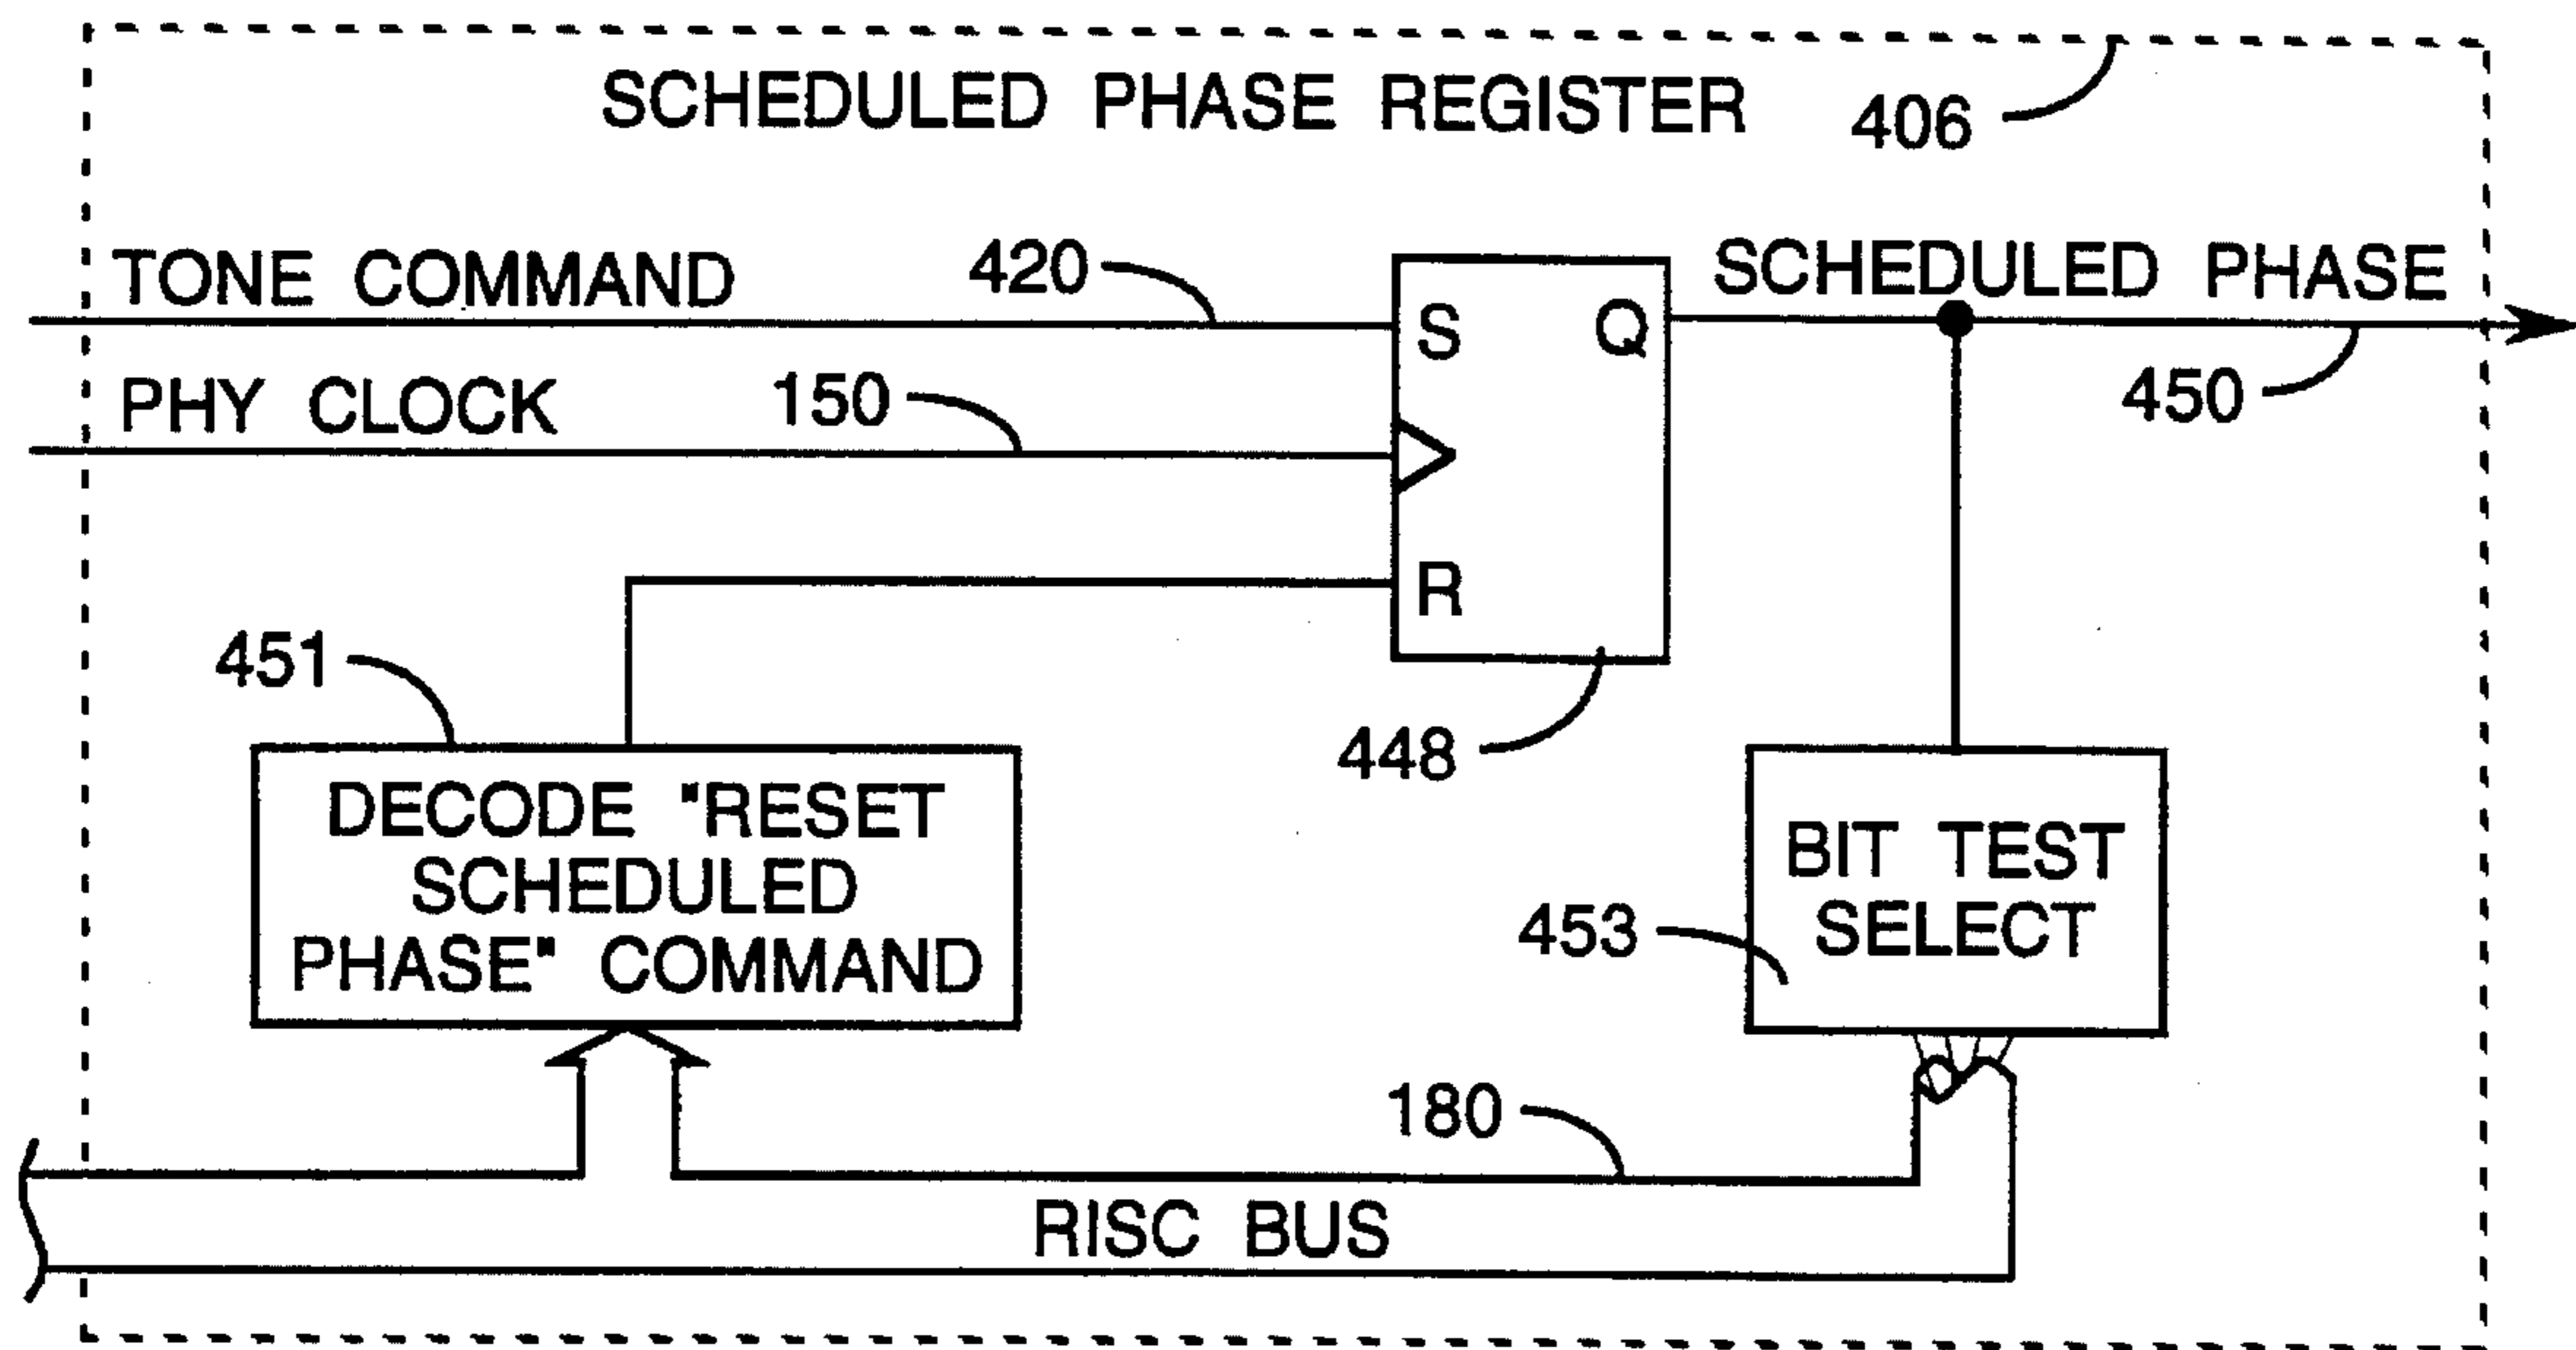 SCHEDULED PHASE REGISTER
406
TONE COMMAND
420
SCHEDULED PHASE
S
Q
PHY CLOCK
150
450
R
451
448
DECODE "RESET
SCHEDULED
PHASE" COMMAND
BIT TEST
SELECT
453
180
RISC BUS